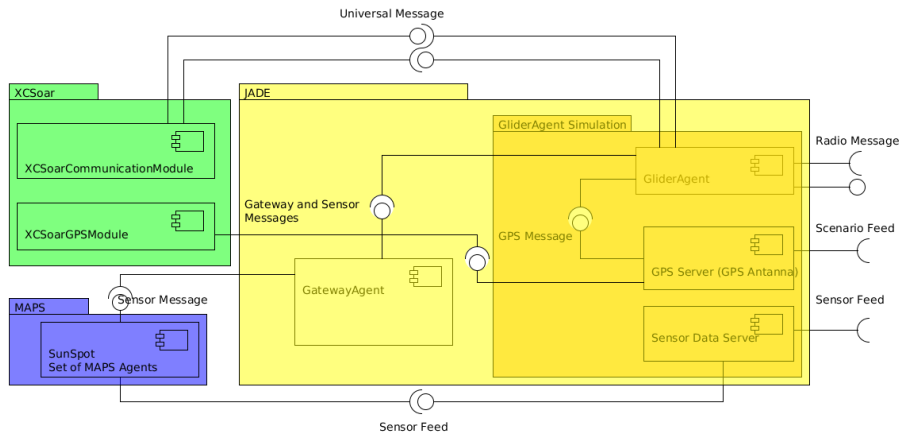 Universal Message
XCSoar
JADE
GliderAgent Simulation
XCSoarCommunicationModule
GliderAgent
Radio Message
Gateway and Sensor
Messages
XCSoarGPSModule
GPS Message
Scenario Feed
GPS Server (GPS Antanna)
GatewayAgent
Sensor Message
Sensor Feed
MAPS
Sensor Data Server
SunSpot
Set of MAPS Agents
Sensor Feed